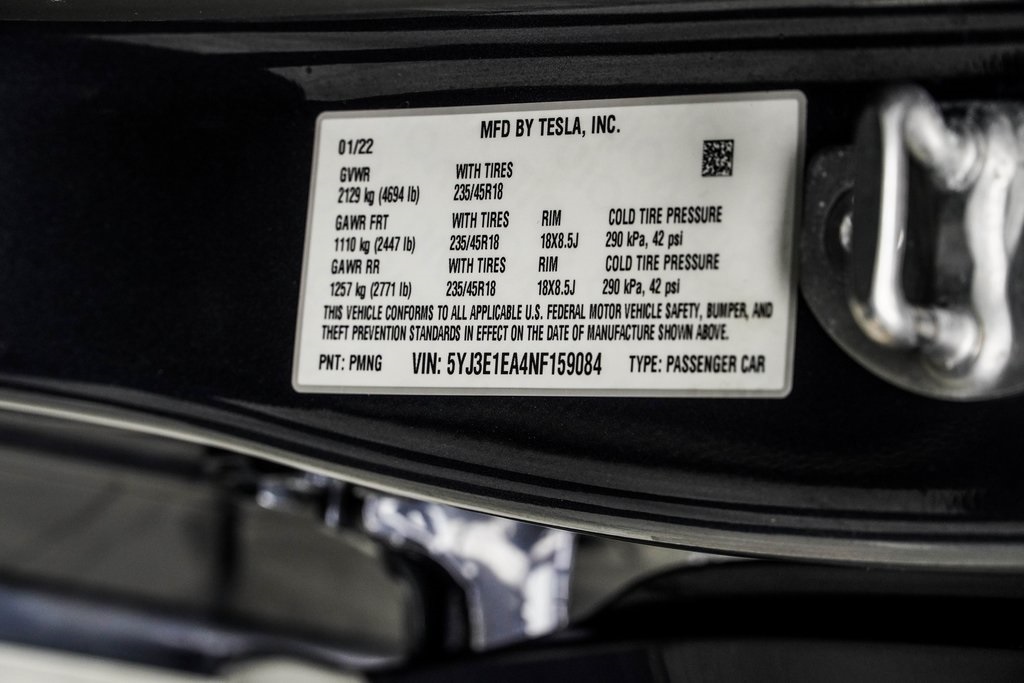 MFD BY TESLA, INC.
01/22
GVWR WITH TIRES
2129 kg (4694 lb) 235/45R18
GAWR FRT WITH TIRES RIM COLD TIRE PRESSURE
1110 kg (2447 lb) 235/45R18 18X8.5J 290 kPa, 42 psi
GAWR RR WITH TIRES RIM COLD TIRE PRESSURE
1257 kg (2771 lb) 235/45R18 18X8.5J 290 kPa, 42 psi
THIS VEHICLE CONFORMS TO ALL APPLICABLE U.S. FEDERAL MOTOR VEHICLE SAFETY, BUMPER, AND
THEFT PREVENTION STANDARDS IN EFFECT ON THE DATE OF MANUFACTURE SHOWN ABOVE.
PNT: PMNG VIN: 5YJ3E1EA4NF159084 TYPE: PASSENGER CAR